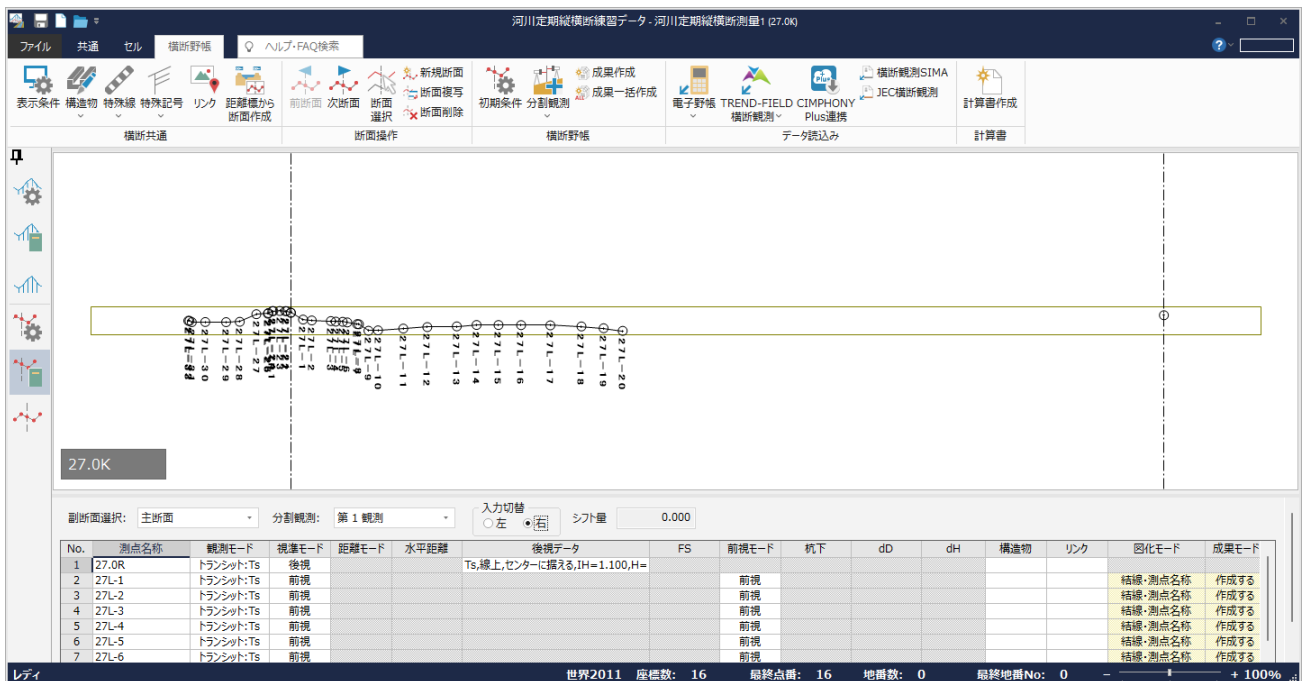 河川定期縦横断練習データ - 河川定期縦横断測量1 (27.0K)
ファイル 共通 セル 横断野帳 ヘルプ・FAQ検索
表示条件 構造物 特殊線 特殊記号 リンク 距離標から断面作成 前断面 次断面 断面選択 新規断面 断面複写 断面削除 初期条件 分割観測 成果作成 成果一括作成 電子野帳 TREND-FIELD横断観測 CIMPHONY Plus連携 横断観測SIMA JEC横断観測 計算書作成
横断共通 断面操作 横断野帳 データ読込み 計算書
27L-30 27L-29 27L-28 27L-27 27L-1 27L-2 27L-9 27L-10 27L-11 27L-12 27L-13 27L-14 27L-15 27L-16 27L-17 27L-18 27L-19 27L-20
27.0K
副断面選択: 主断面 分割観測: 第1観測 入力切替 左 右 シフト量 0.000
No. 測点名称 観測モード 視準モード 距離モード 水平距離 後視データ FS 前視モード 杭下 dD dH 構造物 リンク 図化モード 成果モード
1 27.0R トランシット:Ts 後視 Ts,線上,センターに据える,IH=1.100,H=
2 27L-1 トランシット:Ts 前視 前視 結線・測点名称 作成する
3 27L-2 トランシット:Ts 前視 前視 結線・測点名称 作成する
4 27L-3 トランシット:Ts 前視 前視 結線・測点名称 作成する
5 27L-4 トランシット:Ts 前視 前視 結線・測点名称 作成する
6 27L-5 トランシット:Ts 前視 前視 結線・測点名称 作成する
7 27L-6 トランシット:Ts 前視 前視 結線・測点名称 作成する
レディ 世界2011 座標数: 16 最終点番: 16 地番数: 0 最終地番No: 0 - + 100%